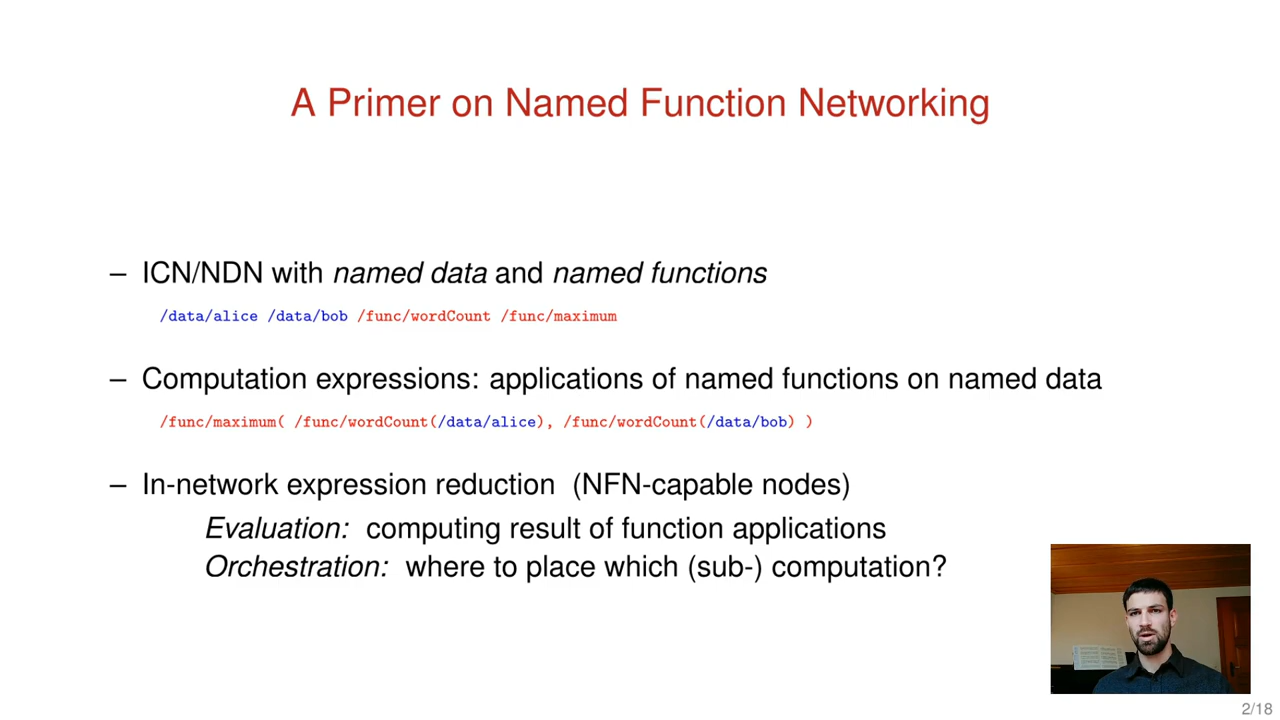 A Primer on Named Function Networking
– ICN/NDN with named data and named functions
/data/alice /data/bob /func/wordCount /func/maximum
– Computation expressions: applications of named functions on named data
/func/maximum( /func/wordCount(/data/alice), /func/wordCount(/data/bob) )
– In-network expression reduction (NFN-capable nodes)
Evaluation: computing result of function applications
Orchestration: where to place which (sub-) computation?
2/18